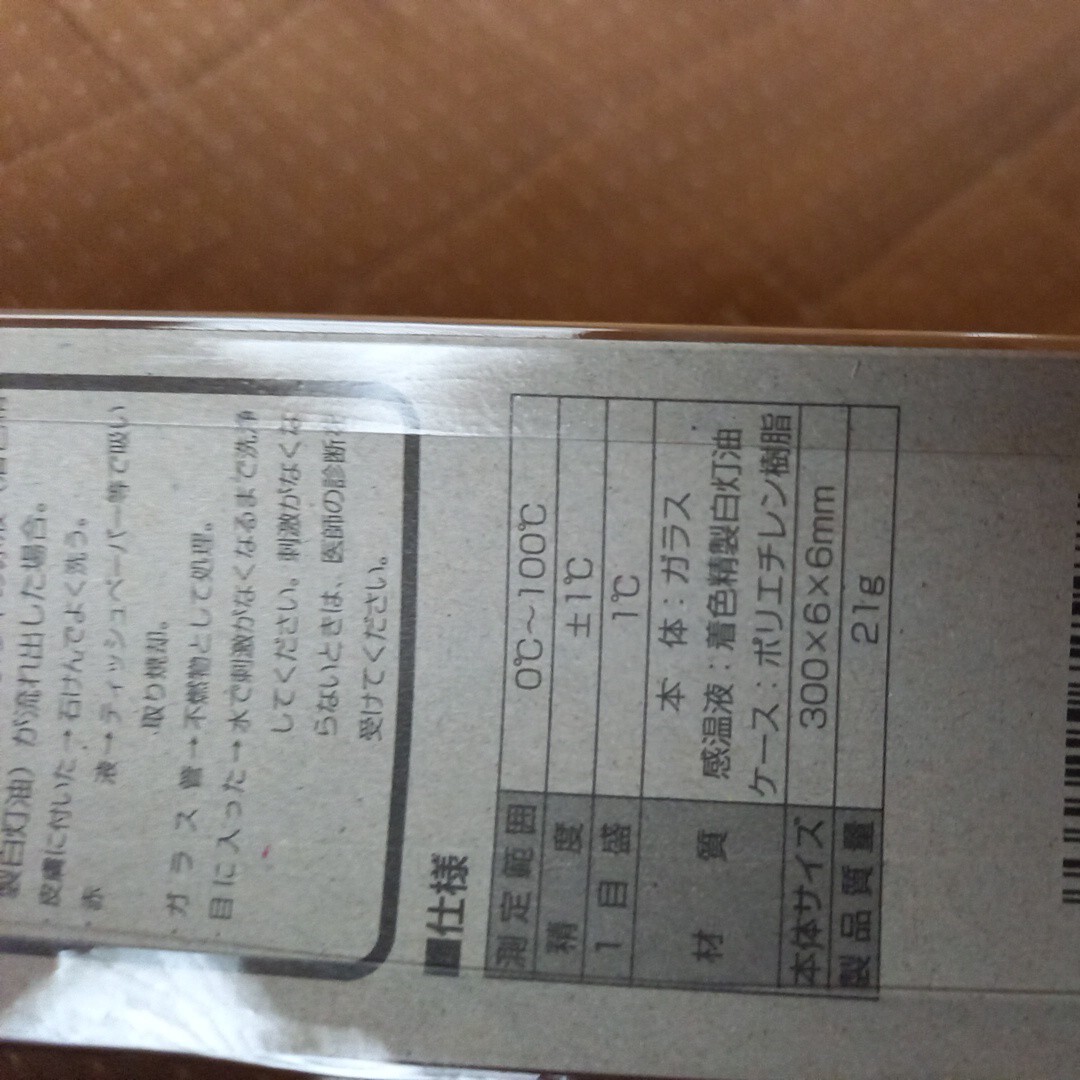 製白灯油）が流れ出した場合。
・皮膚に付いた→石けんでよく洗う。
・赤 液→ティッシュペーパー等で吸い
取り焼却。
・ガラス管→不燃物として処理。
・目に入った→水で刺激がなくなるまで洗浄
してください。刺激がなくな
らないときは、医師の診断を
受けてください。
■仕様
測定範囲 0℃～100℃
精度 ±1℃
1目盛 1℃
材質 本体：ガラス
感温液：着色精製白灯油
ケース：ポリエチレン樹脂
本体サイズ 300×6×6mm
製品質量 21g